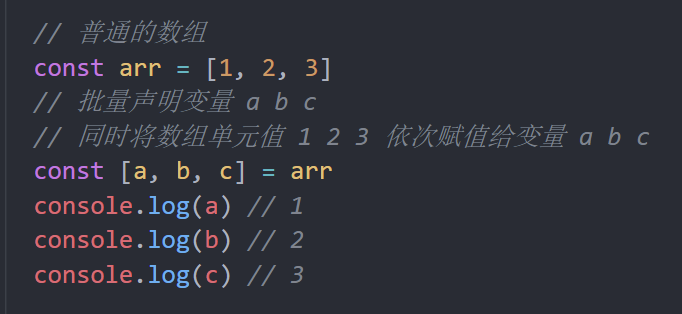 // 普通的数组
const arr = [1, 2, 3]
// 批量声明变量 a b c
// 同时将数组单元值 1 2 3 依次赋值给变量 a b c
const [a, b, c] = arr
console.log(a) // 1
console.log(b) // 2
console.log(c) // 3